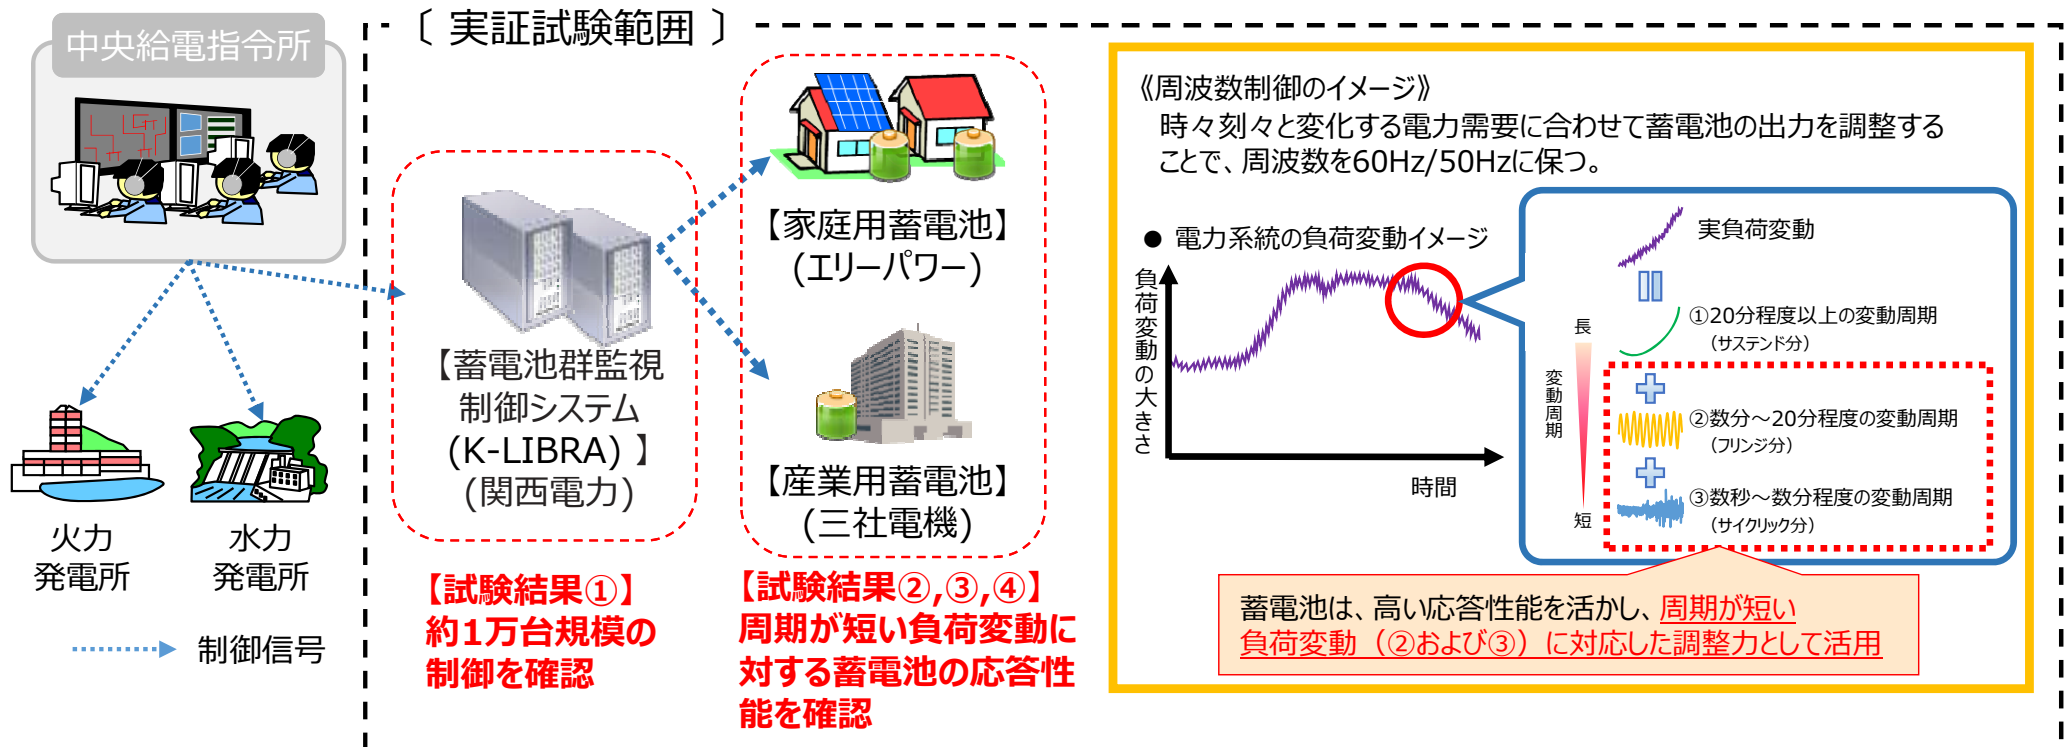 中央給電指令所
火力
発電所
水力
発電所
制御信号
〔 実証試験範囲 〕
【蓄電池群監視
制御システム
(K-LIBRA) 】
(関西電力)
【試験結果①】
約1万台規模の
制御を確認
【家庭用蓄電池】
(エリーパワー)
【産業用蓄電池】
(三社電機)
【試験結果②,③,④】
周期が短い負荷変動に
対する蓄電池の応答性
能を確認
《周波数制御のイメージ》
時々刻々と変化する電力需要に合わせて蓄電池の出力を調整する
ことで、周波数を60Hz/50Hzに保つ。
● 電力系統の負荷変動イメージ
負荷変動の大きさ
時間
実負荷変動
長
変動周期
短
①20分程度以上の変動周期
（サステンド分）
②数分～20分程度の変動周期
（フリンジ分）
③数秒～数分程度の変動周期
（サイクリック分）
蓄電池は、高い応答性能を活かし、周期が短い
負荷変動（②および③）に対応した調整力として活用